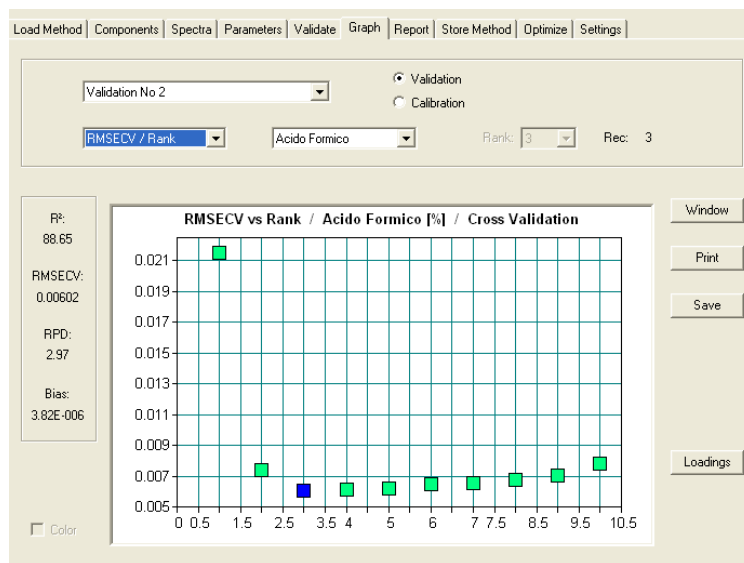 Load Method Components Spectra Parameters Validate Graph Report Store Method Optimize Settings
Validation No 2
Validation
Calibration
RMSECV / Rank Acido Formico Rank: 3 Rec: 3
R²:
88.65
RMSECV:
0.00602
RPD:
2.97
Bias:
3.82E-006
Color
RMSECV vs Rank / Acido Formico [%] / Cross Validation
0.021
0.019
0.017
0.015
0.013
0.011
0.009
0.007
0.005
0 0.5 1.5 2.5 3.5 4 5 6 7 7.5 8.5 9.5 10.5
Window
Print
Save
Loadings